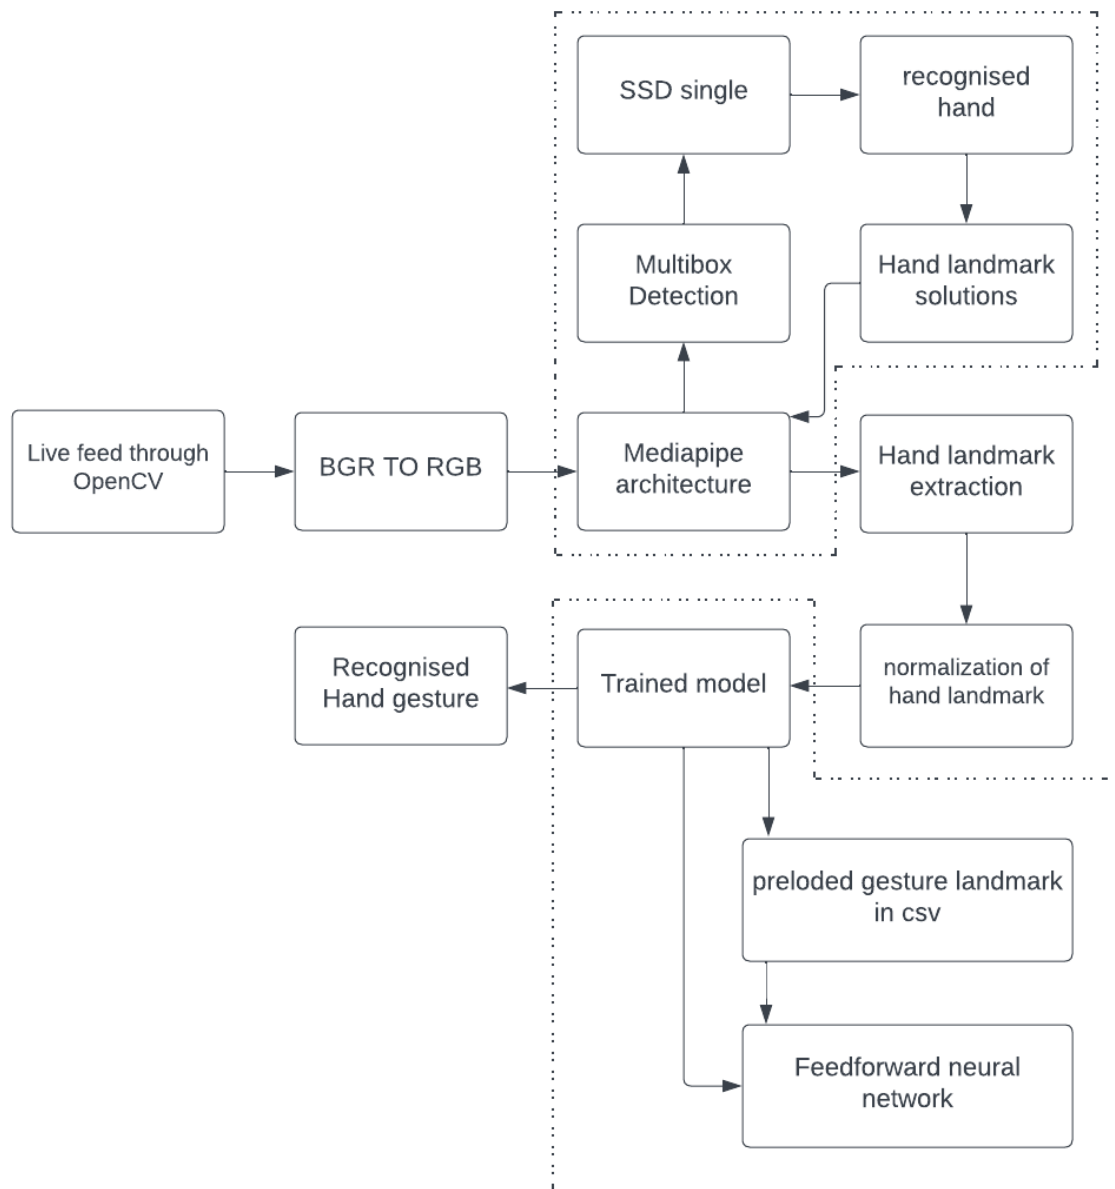 SSD single
recognised
hand
Multibox
Detection
Hand landmark
solutions
Live feed through
OpenCV
BGR TO RGB
Mediapipe
architecture
Hand landmark
extraction
Recognised
Hand gesture
Trained model
normalization of
hand landmark
preloded gesture landmark
in csv
Feedforward neural
network